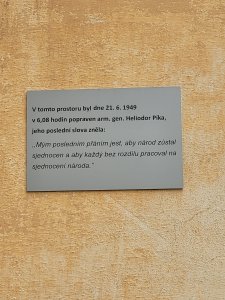 V tomto prostoru byl dne 21. 6. 1949
v 6,08 hodin popraven arm. gen. Heliodor Píka,
jeho poslední slova zněla:
„Mým posledním přáním jest, aby národ zůstal
sjednocen a aby každý bez rozdílu pracoval na
sjednocení národa."